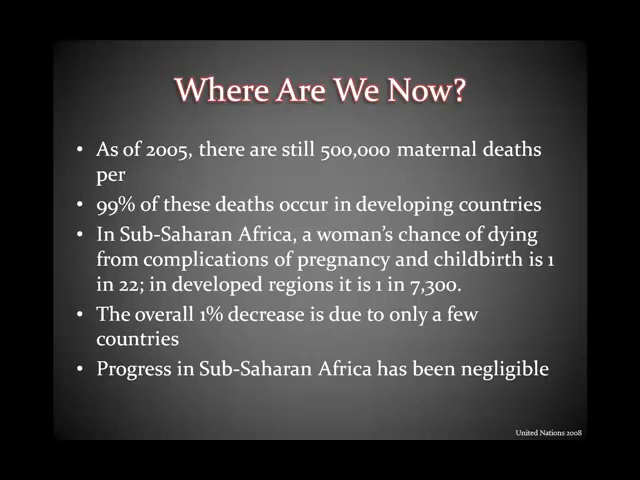 Where Are We Now?
• As of 2005, there are still 500,000 maternal deaths
per
• 99% of these deaths occur in developing countries
• In Sub-Saharan Africa, a woman's chance of dying
from complications of pregnancy and childbirth is 1
in 22; in developed regions it is 1 in 7,300.
• The overall 1% decrease is due to only a few
countries
• Progress in Sub-Saharan Africa has been negligible
United Nations 2008